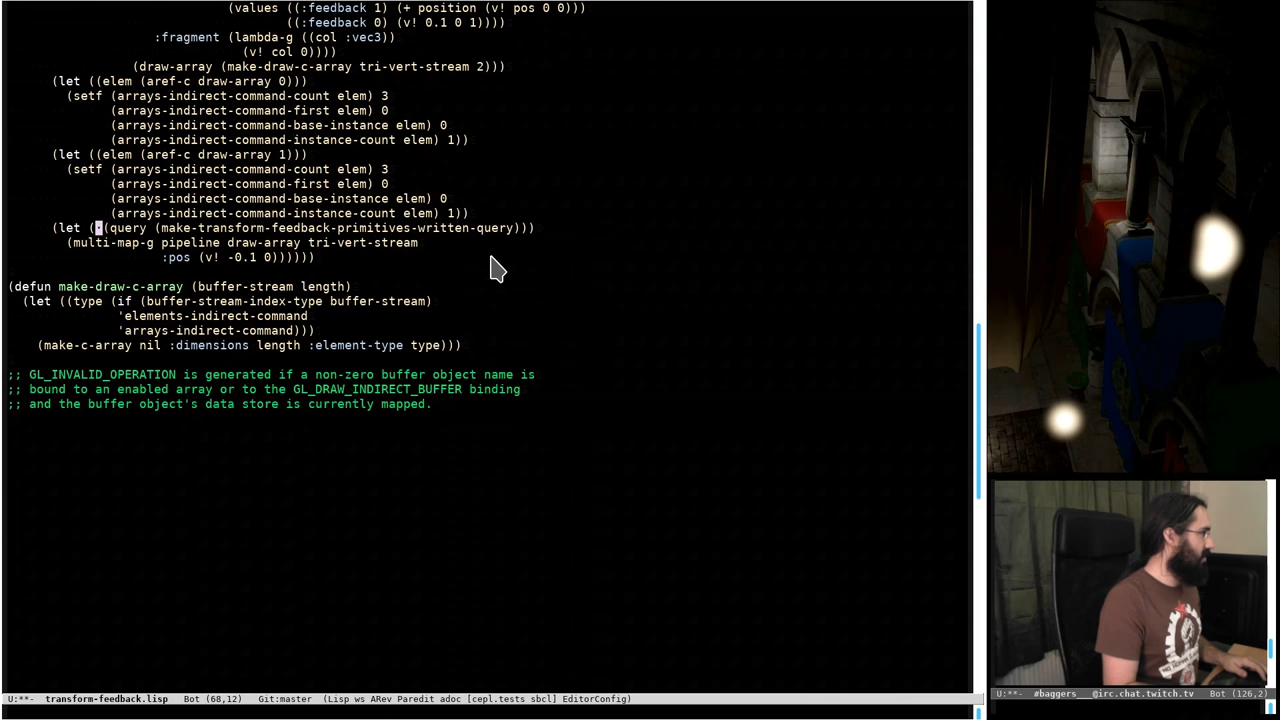 (values ((:feedback 1) (+ position (v! pos 0 0)))
((:feedback 0) (v! 0.1 0 1))))
:fragment (lambda-g ((col :vec3))
(v! col 0))))
(draw-array (make-draw-c-array tri-vert-stream 2)))
(let ((elem (aref-c draw-array 0)))
(setf (arrays-indirect-command-count elem) 3
(arrays-indirect-command-first elem) 0
(arrays-indirect-command-base-instance elem) 0
(arrays-indirect-command-instance-count elem) 1))
(let ((elem (aref-c draw-array 1)))
(setf (arrays-indirect-command-count elem) 3
(arrays-indirect-command-first elem) 0
(arrays-indirect-command-base-instance elem) 0
(arrays-indirect-command-instance-count elem) 1))
(let ( (query (make-transform-feedback-primitives-written-query)))
(multi-map-g pipeline draw-array tri-vert-stream
:pos (v! -0.1 0))))))
(defun make-draw-c-array (buffer-stream length)
(let ((type (if (buffer-stream-index-type buffer-stream)
'elements-indirect-command
'arrays-indirect-command)))
(make-c-array nil :dimensions length :element-type type)))
;; GL_INVALID_OPERATION is generated if a non-zero buffer object name is
;; bound to an enabled array or to the GL_DRAW_INDIRECT_BUFFER binding
;; and the buffer object's data store is currently mapped.
U:**- transform-feedback.lisp Bot (68,12) Git:master (Lisp ws ARev Paredit adoc [cepl.tests sbcl] EditorConfig)
U:**- #baggers___@irc.chat.twitch.tv Bot (126,2)